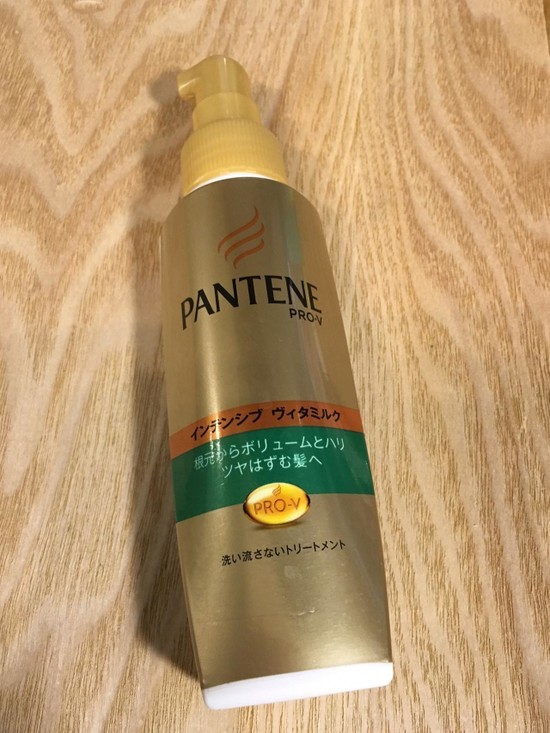 PANTENE
PRO-V
インテンシブ ヴィタミルク
根元からボリュームとハリ
ツヤはずむ髪へ
PRO-V
洗い流さないトリートメント